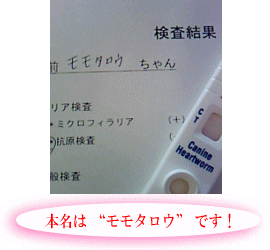 検査結果
前 モモタロウ ちゃん
リア検査
ミクロフィラリア (+)
抗原検査 (
般検査
C
T
Canine
Heartworm
本名は “モモタロウ” です!